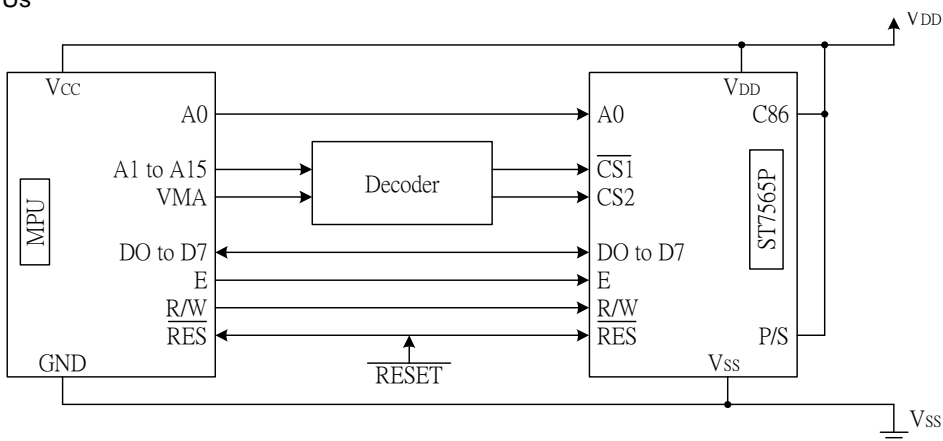 Us
VDD
VCC
VDD
A0
A0
C86
A1 to A15
Decoder
CS1
VMA
CS2
MPU
ST7565P
DO to D7
DO to D7
E
E
R/W
R/W
RES
RES
P/S
GND
RESET
VSS
VSS